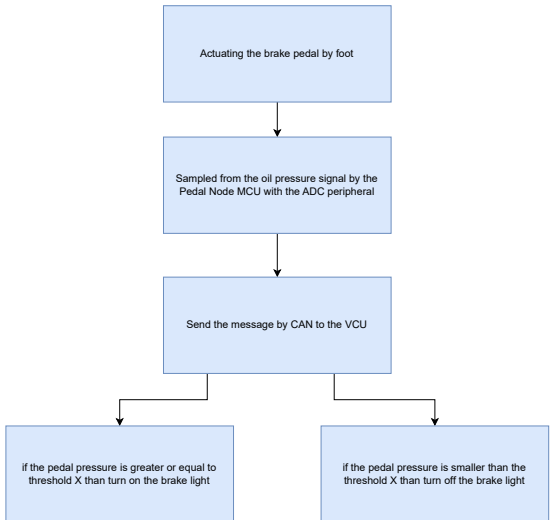 Actuating the brake pedal by foot
Sampled from the oil pressure signal by the
Pedal Node MCU with the ADC peripheral
Send the message by CAN to the VCU
if the pedal pressure is greater or equal to
threshold X than turn on the brake light
if the pedal pressure is smaller than the
threshold X than turn off the brake light